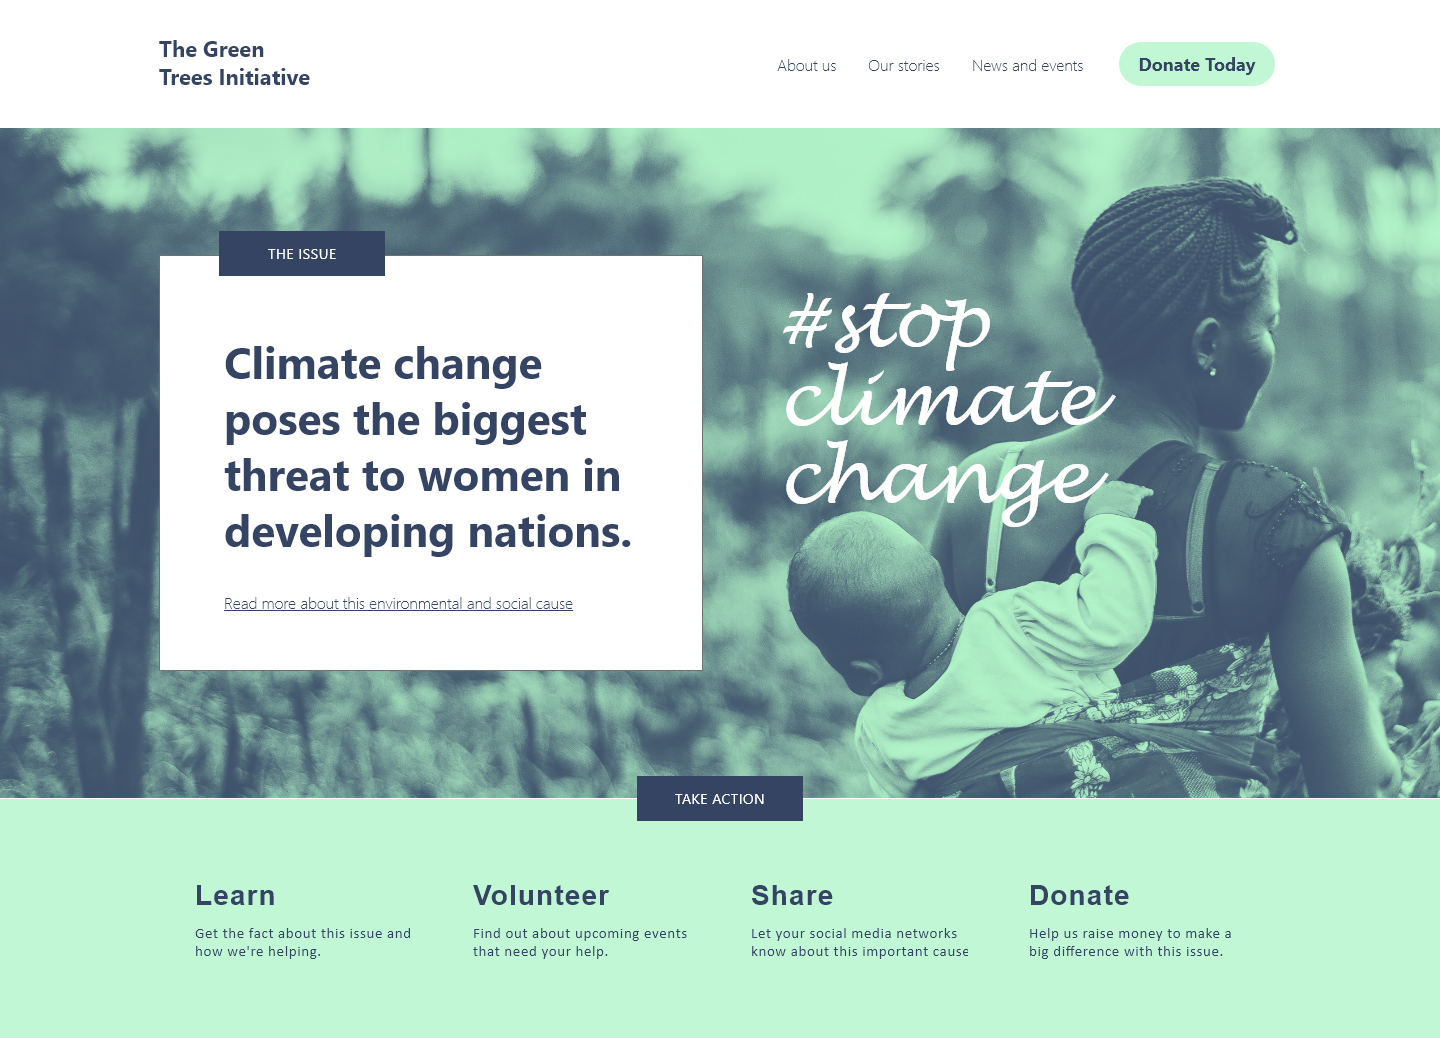 The Green
Trees Initiative
About us
Our stories
News and events
Donate Today
THE ISSUE
Climate change
poses the biggest
threat to women in
developing nations.
Read more about this environmental and social cause
#stop
climate
change
TAKE ACTION
Learn
Get the fact about this issue and
how we're helping.
Volunteer
Find out about upcoming events
that need your help.
Share
Let your social media networks
know about this important cause
Donate
Help us raise money to make a
big difference with this issue.